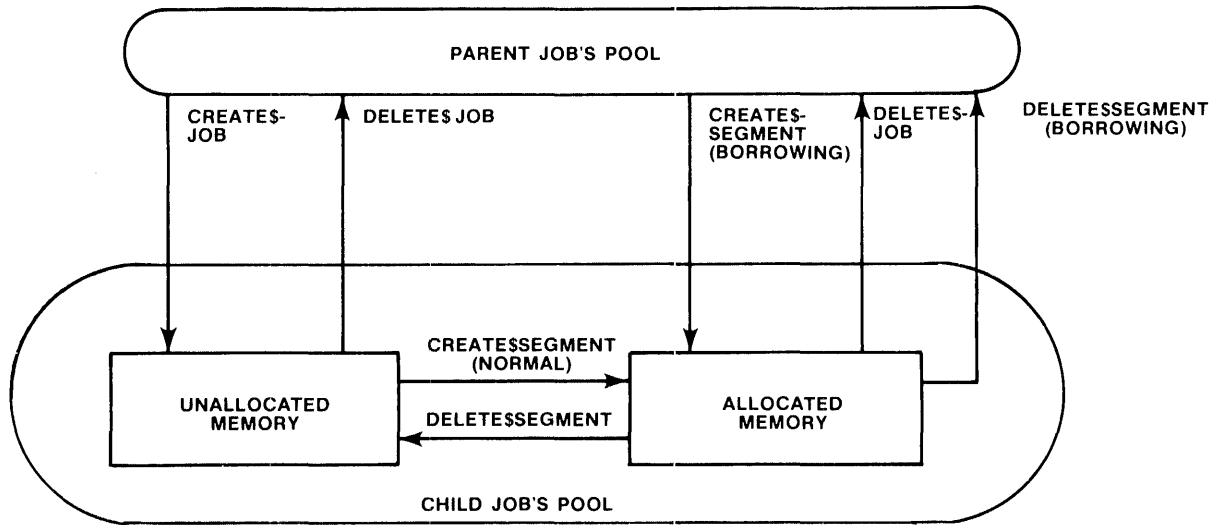 PARENT JOB'S POOL
CREATE$-
JOB
DELETE$ JOB
CREATE$-
SEGMENT
(BORROWING)
DELETE$-
JOB
DELETE$SEGMENT
(BORROWING)
CREATE$SEGMENT
(NORMAL)
UNALLOCATED
MEMORY
DELETE$SEGMENT
ALLOCATED
MEMORY
CHILD JOB'S POOL